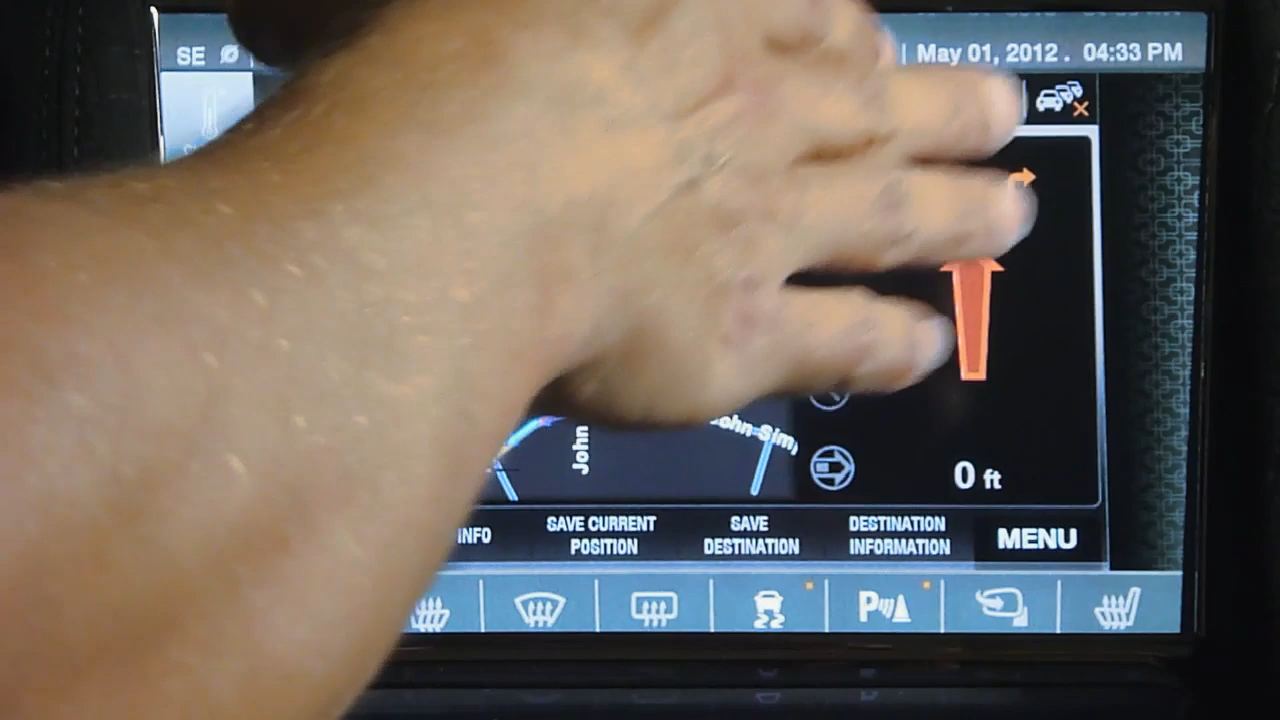 SE
May 01, 2012 . 04:33 PM
John
0 ft
INFO
SAVE CURRENT
POSITION
SAVE
DESTINATION
DESTINATION
INFORMATION
MENU
P